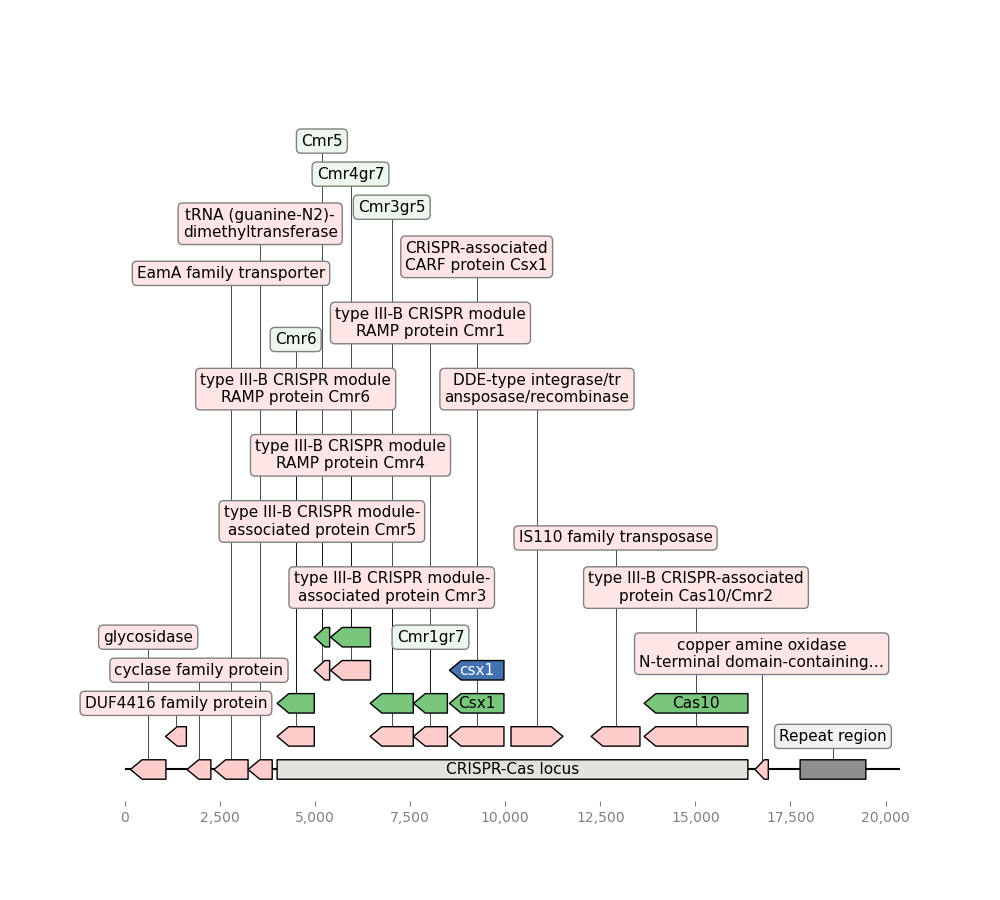 Cmr5
Cmr4gr7
Cmr3gr5
tRNA (guanine-N2)-
dimethyltransferase
CRISPR-associated
CARF protein Csx1
EamA family transporter
type III-B CRISPR module
RAMP protein Cmr1
Cmr6
type III-B CRISPR module
RAMP protein Cmr6
DDE-type integrase/tr
ansposase/recombinase
type III-B CRISPR module
RAMP protein Cmr4
type III-B CRISPR module-
associated protein Cmr5
IS110 family transposase
type III-B CRISPR module-
associated protein Cmr3
type III-B CRISPR-associated
protein Cas10/Cmr2
glycosidase
Cmr1gr7
copper amine oxidase
N-terminal domain-containing...
cyclase family protein
csx1
DUF4416 family protein
Csx1
Cas10
Repeat region
CRISPR-Cas locus
0 2,500 5,000 7,500 10,000 12,500 15,000 17,500 20,000